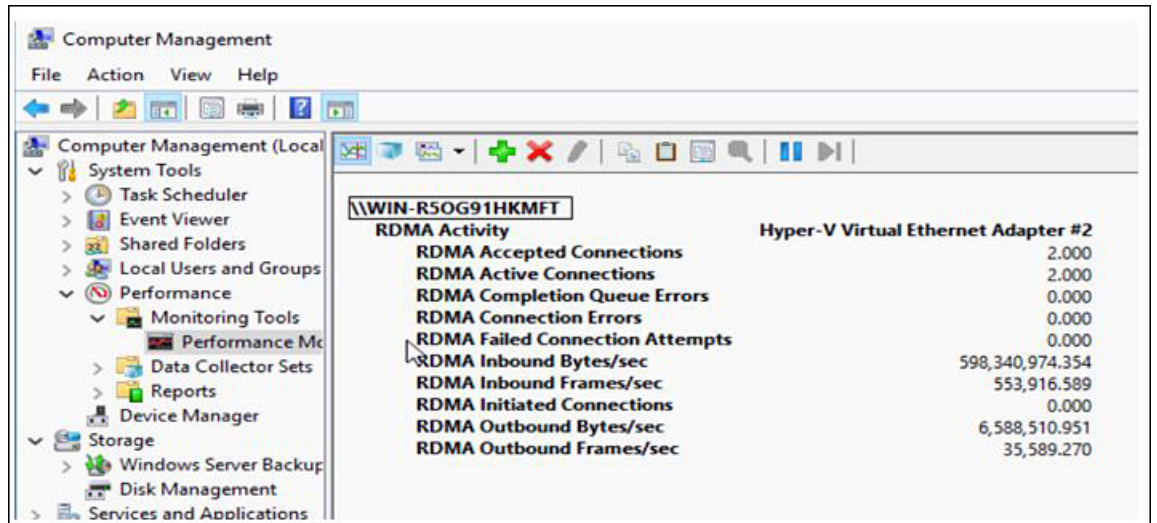 Computer Management
File Action View Help
Computer Management (Local
System Tools
Task Scheduler
Event Viewer
Shared Folders
Local Users and Groups
Performance
Monitoring Tools
Performance Mc
Data Collector Sets
Reports
Device Manager
Storage
Windows Server Backup
Disk Management
Services and Applications
\\WIN-R5OG91HKMFT
RDMA Activity Hyper-V Virtual Ethernet Adapter #2
RDMA Accepted Connections 2.000
RDMA Active Connections 2.000
RDMA Completion Queue Errors 0.000
RDMA Connection Errors 0.000
RDMA Failed Connection Attempts 0.000
RDMA Inbound Bytes/sec 598,340,974.354
RDMA Inbound Frames/sec 553,916.589
RDMA Initiated Connections 0.000
RDMA Outbound Bytes/sec 6,588,510.951
RDMA Outbound Frames/sec 35,589.270